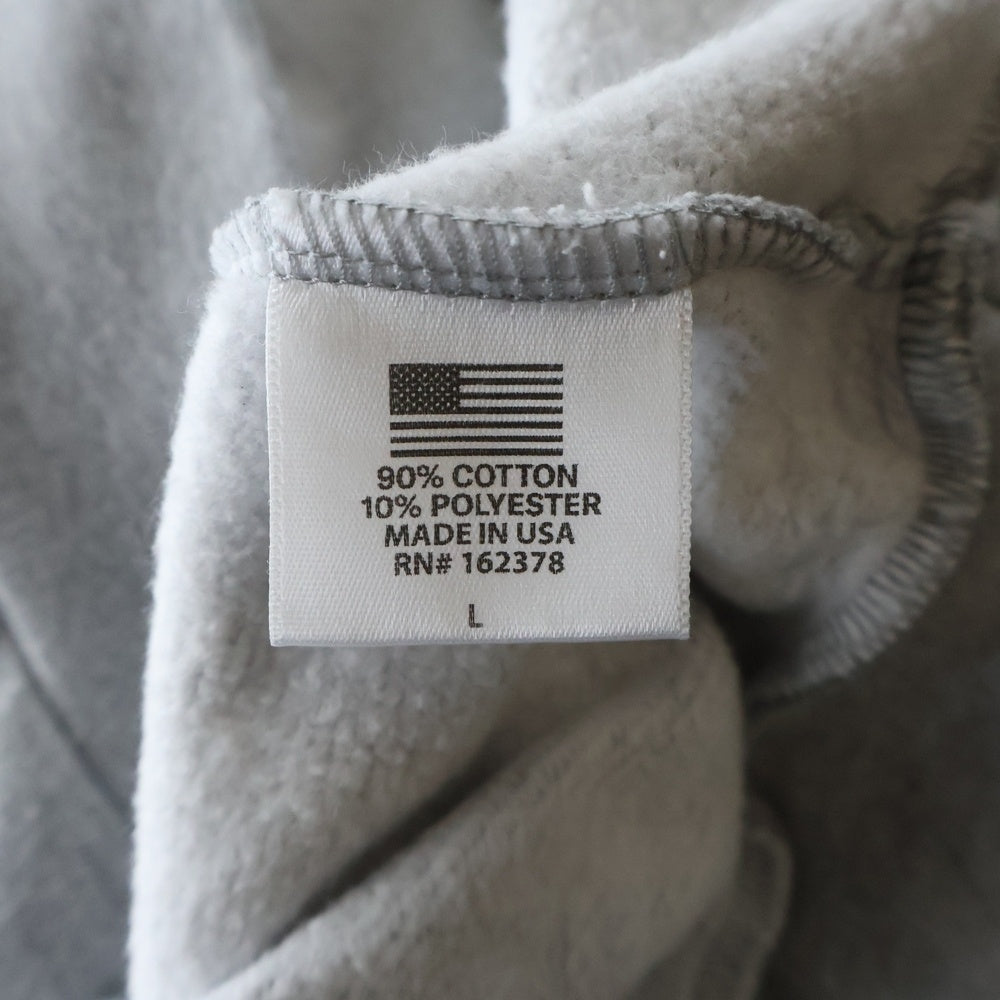 90% COTTON
10% POLYESTER
MADE IN USA
RN# 162378
L